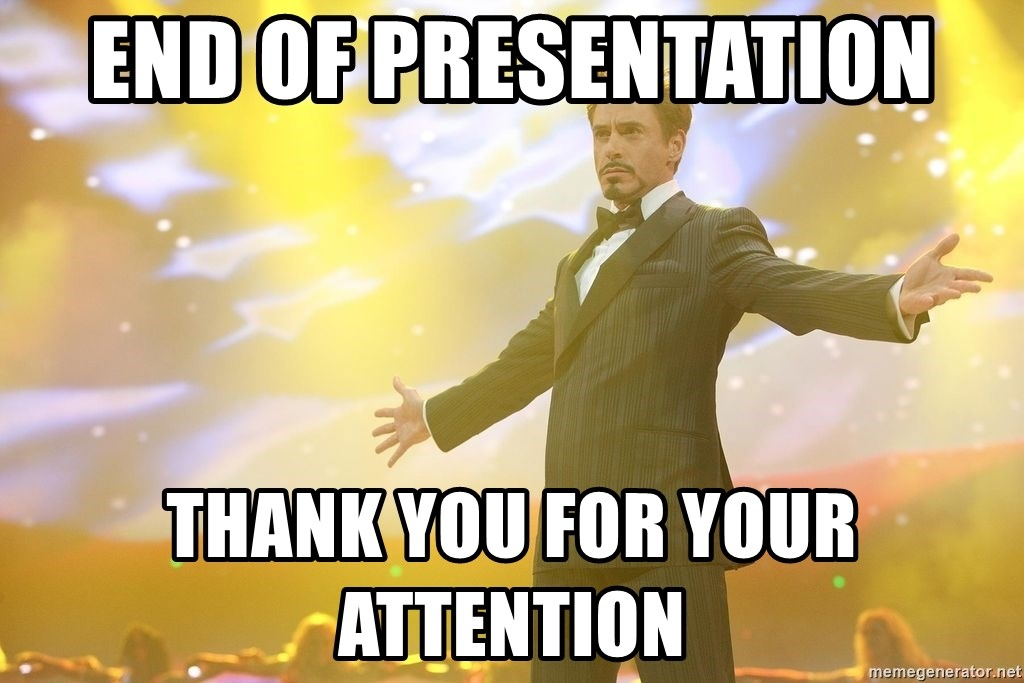 END OF PRESENTATION
THANK YOU FOR YOUR
ATTENTION
memegenerator.net